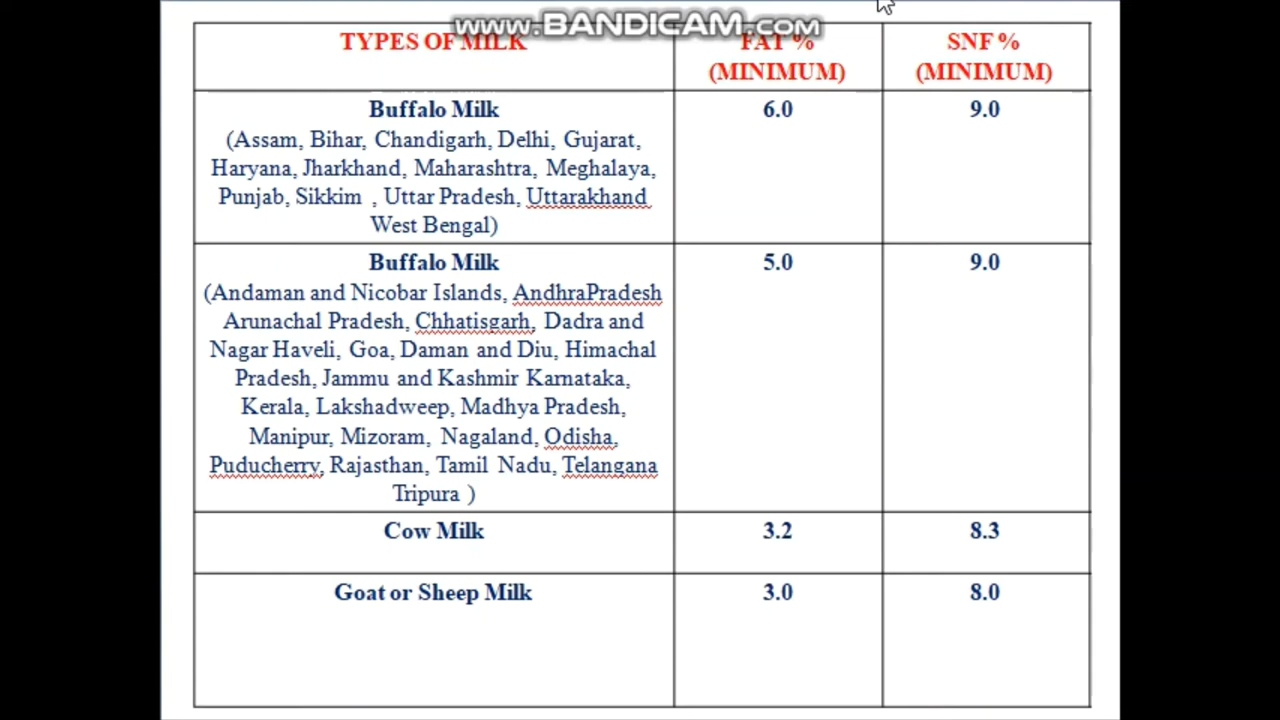 www.BANDICAM.com
TYPES OF MILK
FAT %
(MINIMUM)
SNF %
(MINIMUM)
Buffalo Milk
(Assam, Bihar, Chandigarh, Delhi, Gujarat,
Haryana, Jharkhand, Maharashtra, Meghalaya,
Punjab, Sikkim , Uttar Pradesh, Uttarakhand
West Bengal)
6.0
9.0
Buffalo Milk
(Andaman and Nicobar Islands, AndhraPradesh
Arunachal Pradesh, Chhatisgarh, Dadra and
Nagar Haveli, Goa, Daman and Diu, Himachal
Pradesh, Jammu and Kashmir Karnataka,
Kerala, Lakshadweep, Madhya Pradesh,
Manipur, Mizoram, Nagaland, Odisha,
Puducherry, Rajasthan, Tamil Nadu, Telangana
Tripura )
5.0
9.0
Cow Milk
3.2
8.3
Goat or Sheep Milk
3.0
8.0